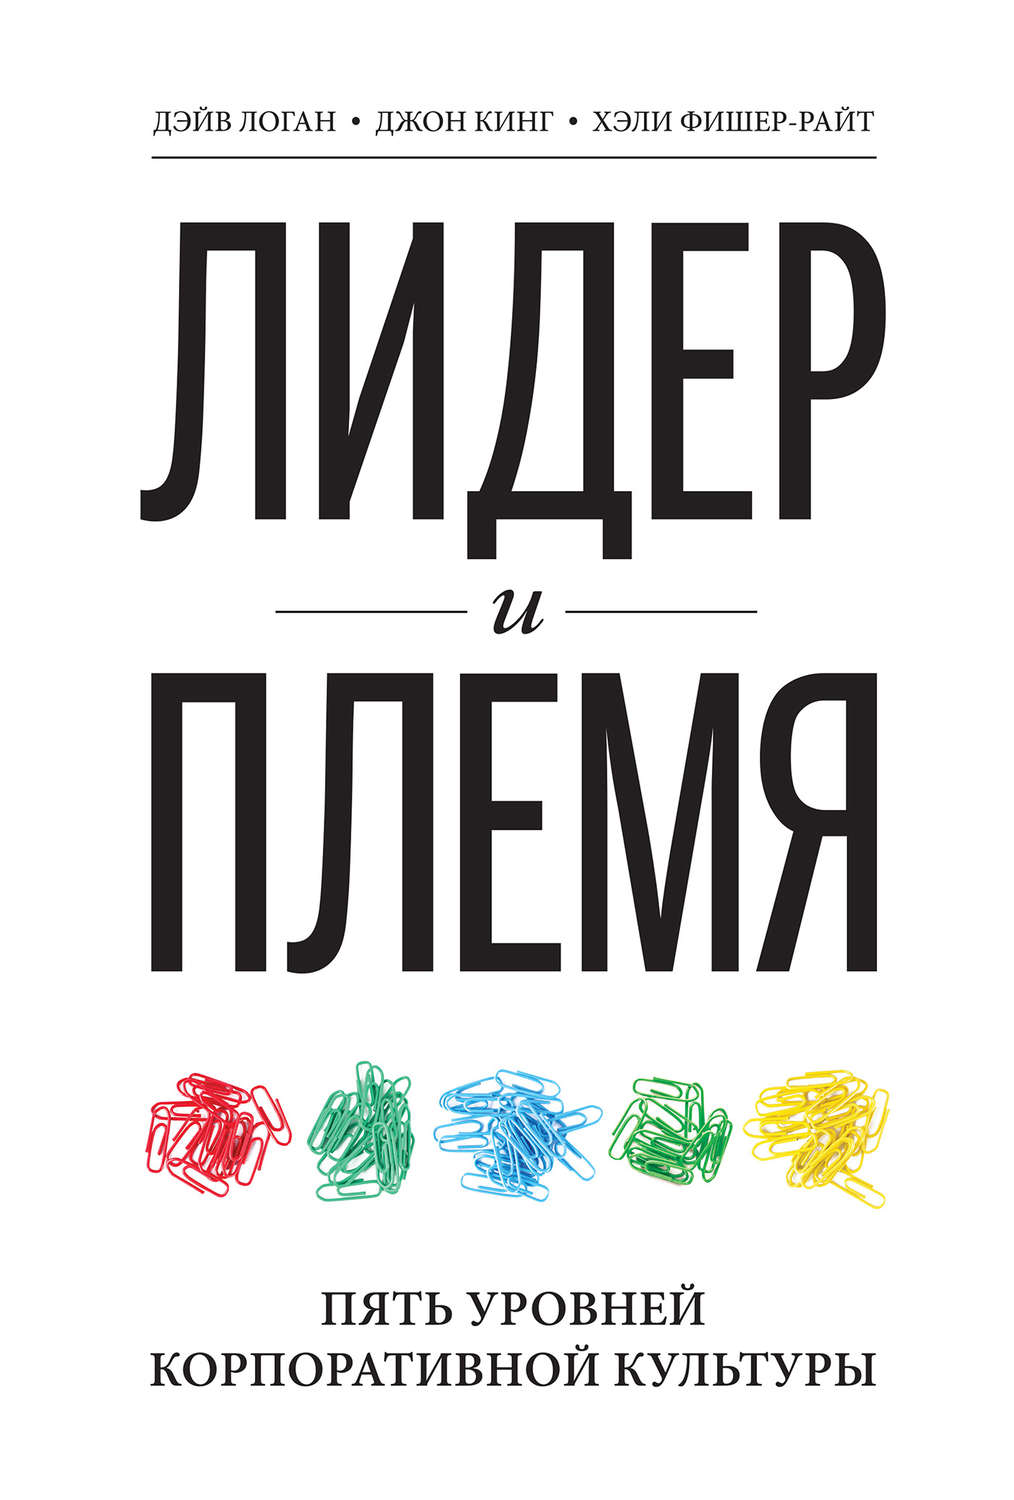 ДЭЙВ ЛОГАН • ДЖОН КИНГ • ХЭЛИ ФИШЕР-РАЙТ
ЛИДЕР
и
ПЛЕМЯ
ПЯТЬ УРОВНЕЙ
КОРПОРАТИВНОЙ КУЛЬТУРЫ